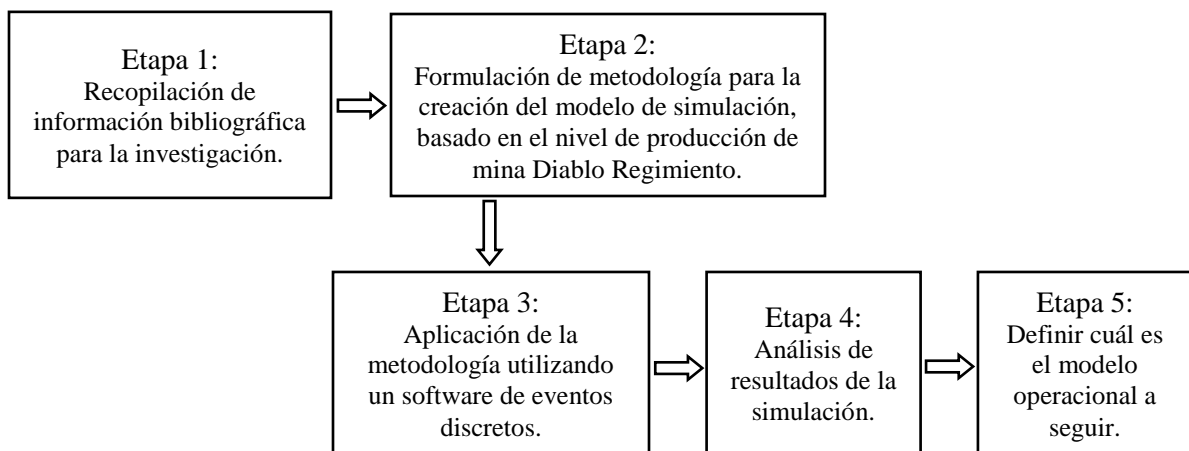 Etapa 1:
Recopilación de
información bibliográfica
para la investigación.
Etapa 2:
Formulación de metodología para la
creación del modelo de simulación,
basado en el nivel de producción de
mina Diablo Regimiento.
Etapa 3:
Aplicación de la
metodología utilizando
un software de eventos
discretos.
Etapa 4:
Análisis de
resultados de la
simulación.
Etapa 5:
Definir cuál es
el modelo
operacional a
seguir.